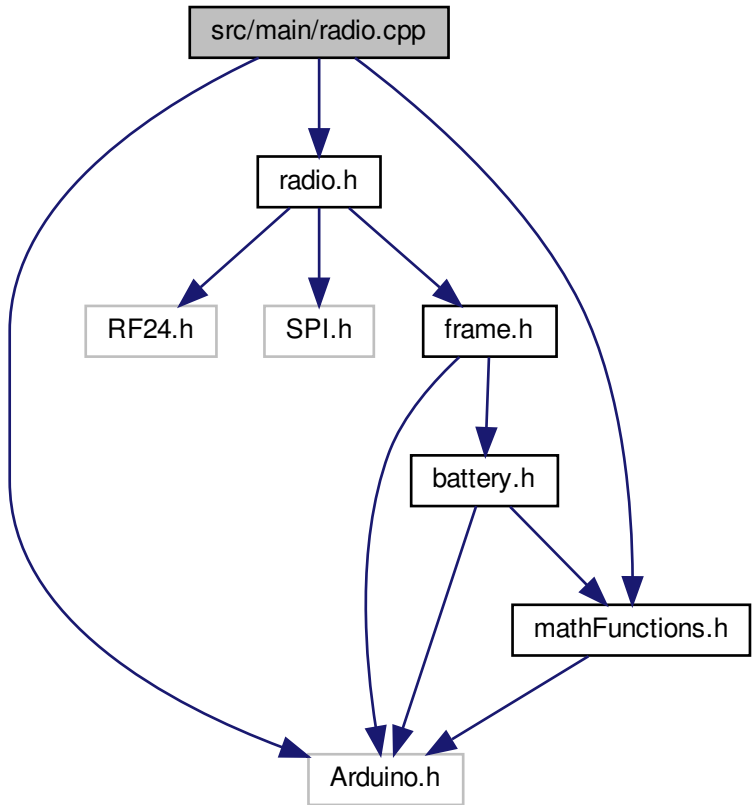 src/main/radio.cpp
radio.h
RF24.h
SPI.h
frame.h
battery.h
mathFunctions.h
Arduino.h